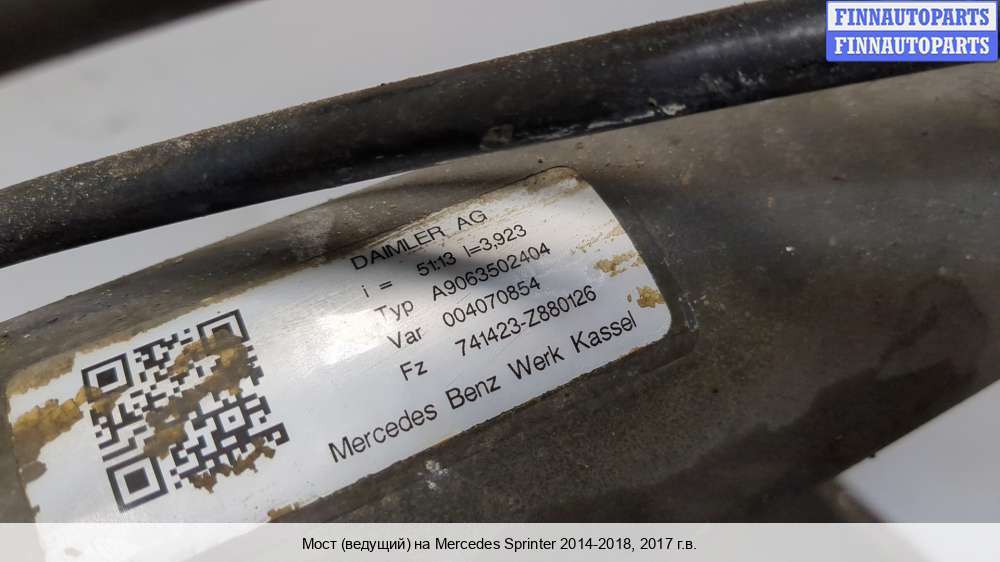 FINNAUTOPARTS
FINNAUTOPARTS
DAIMLER AG
i = 51:13 I=3,923
Typ A9063502404
Var 004070854
Fz 741423-Z880126
Mercedes Benz Werk Kassel
Мост (ведущий) на Mercedes Sprinter 2014-2018, 2017 г.в.